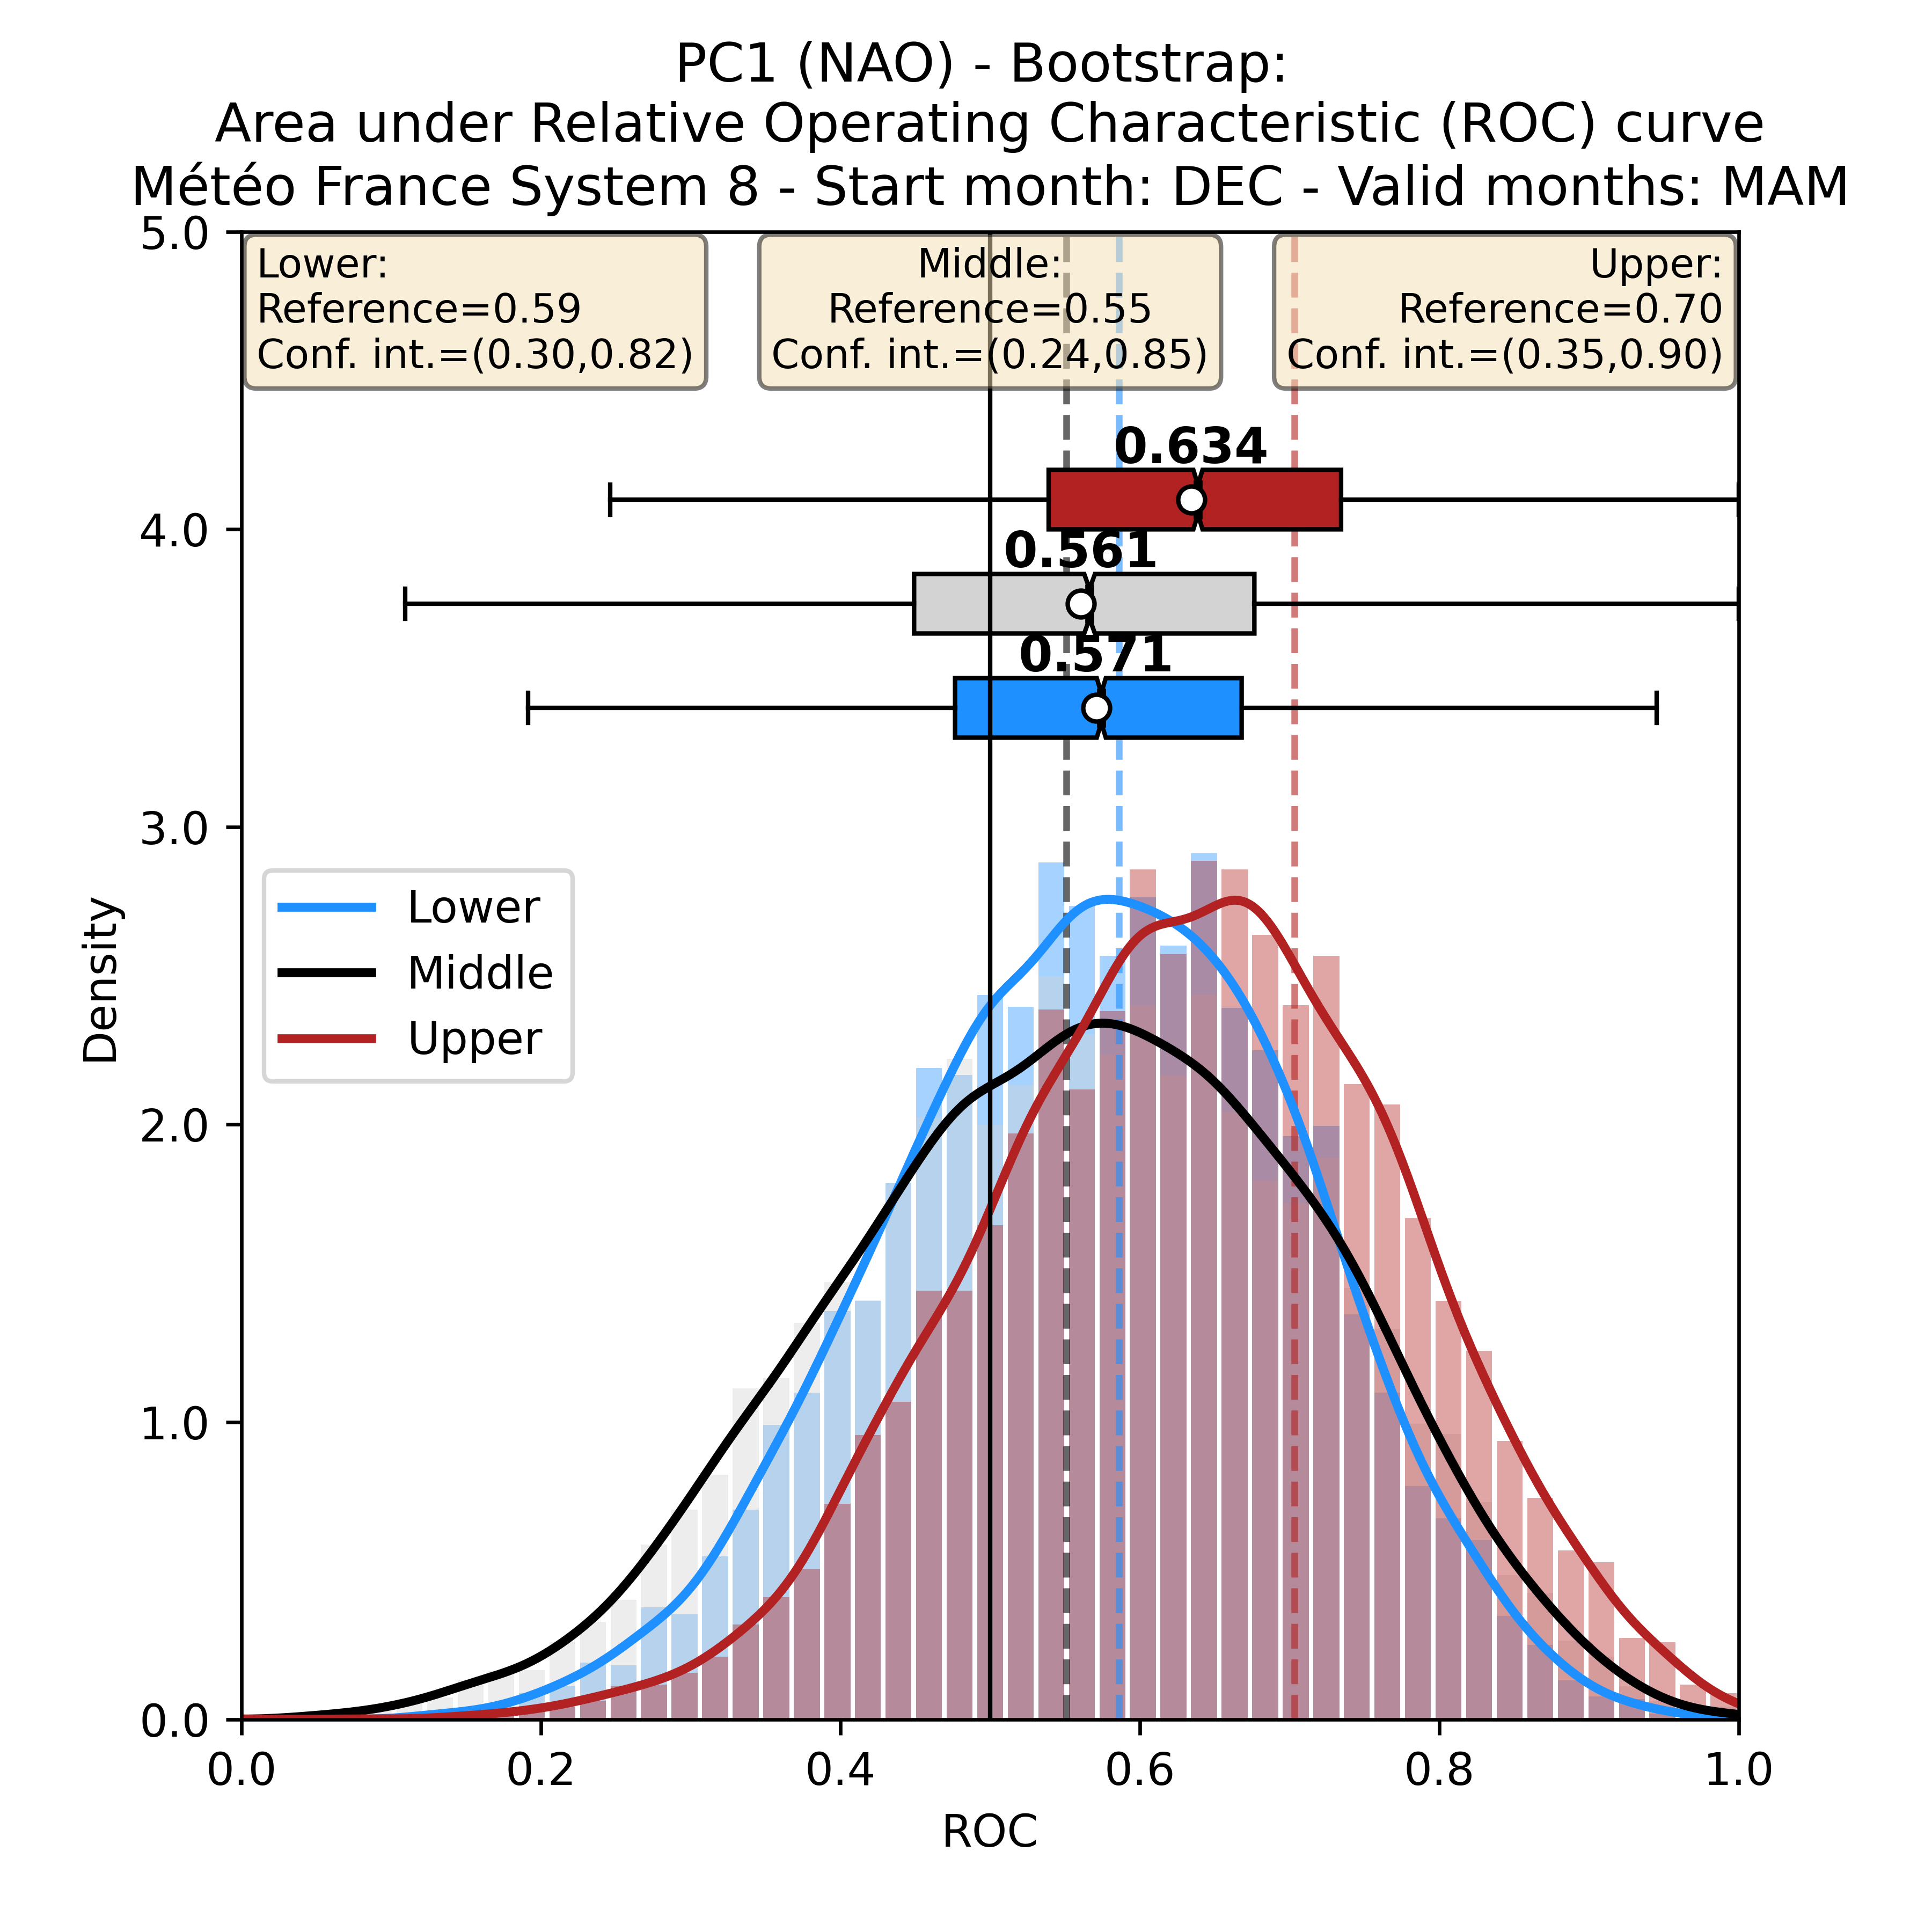 PC1 (NAO) - Bootstrap:
Area under Relative Operating Characteristic (ROC) curve
Météo France System 8 - Start month: DEC - Valid months: MAM
Lower:
Reference=0.59
Conf. int.=(0.30,0.82)
Middle:
Reference=0.55
Conf. int.=(0.24,0.85)
Upper:
Reference=0.70
Conf. int.=(0.35,0.90)
0.634
0.561
0.571
5.0
4.0
3.0
2.0
1.0
0.0
Density
Lower
Middle
Upper
0.0 0.2 0.4 0.6 0.8 1.0
ROC